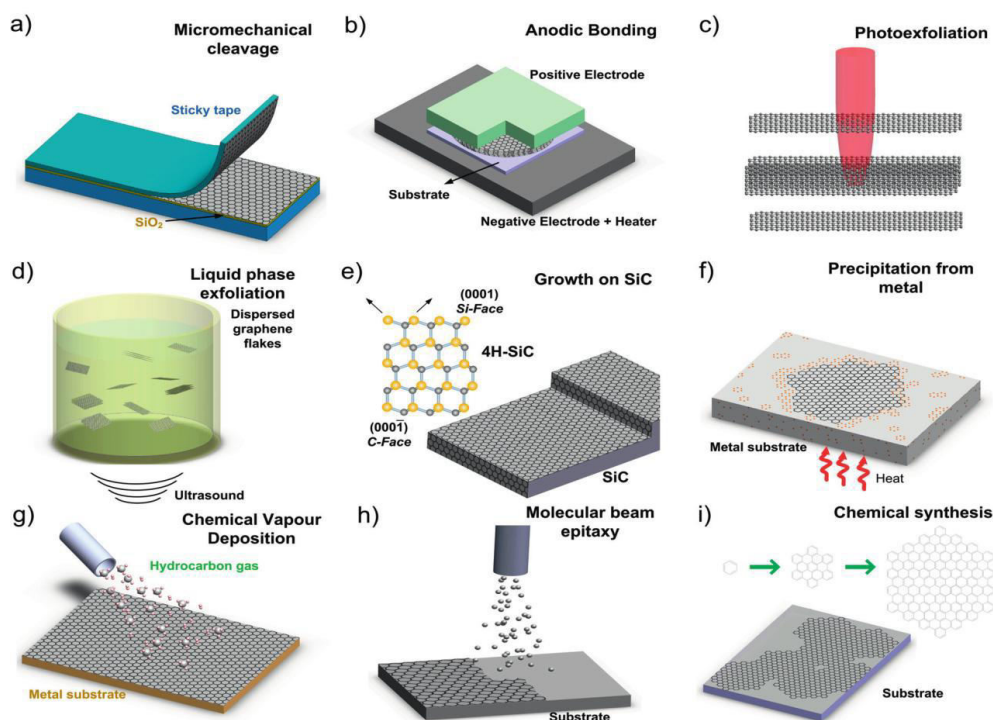 a)
Micromechanical
cleavage
Sticky tape
SiO₂
b)
Anodic Bonding
Positive Electrode
Substrate
Negative Electrode + Heater
c)
Photoexfoliation
d)
Liquid phase
exfoliation
Dispersed
graphene
flakes
Ultrasound
e)
Growth on SiC
(0001)
Si-Face
4H-SiC
(0001̄)
C-Face
SiC
f)
Precipitation from
metal
Metal substrate
Heat
g)
Chemical Vapour
Deposition
Hydrocarbon gas
Metal substrate
h)
Molecular beam
epitaxy
Substrate
i)
Chemical synthesis
Substrate